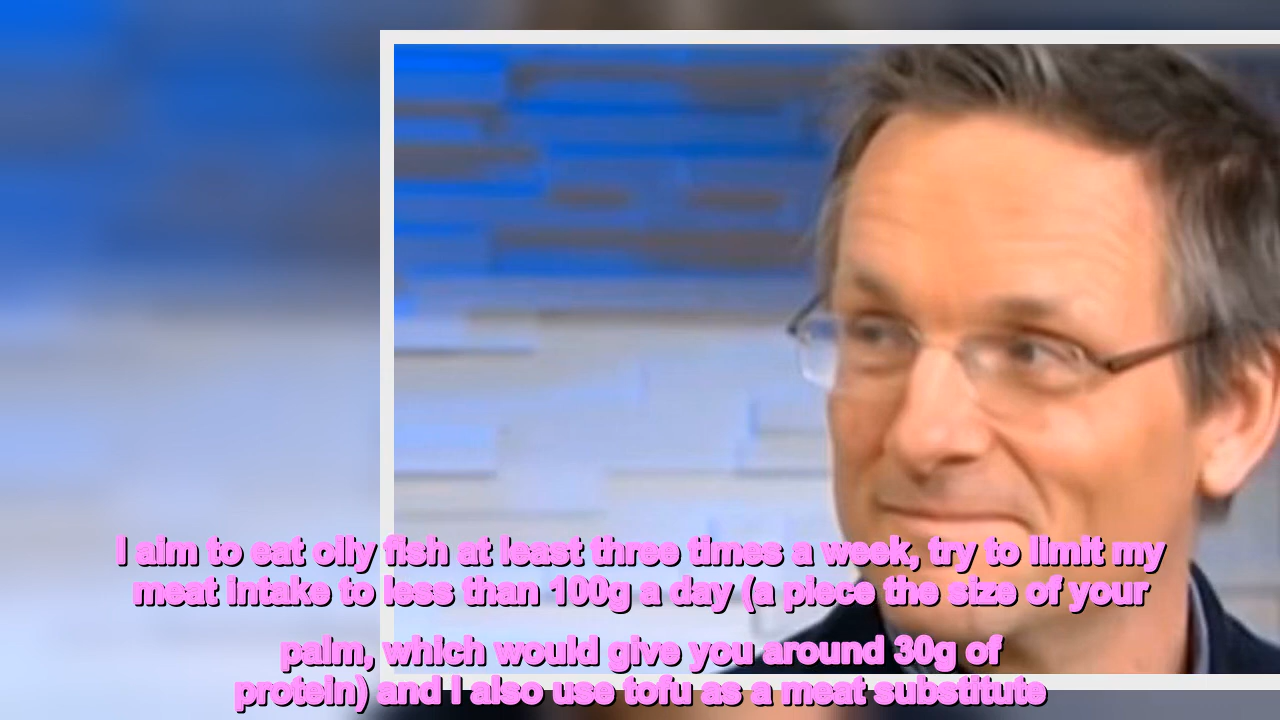 I aim to eat oily fish at least three times a week, try to limit my
meat intake to less than 100g a day (a piece the size of your
palm, which would give you around 30g of
protein) and I also use tofu as a meat substitute